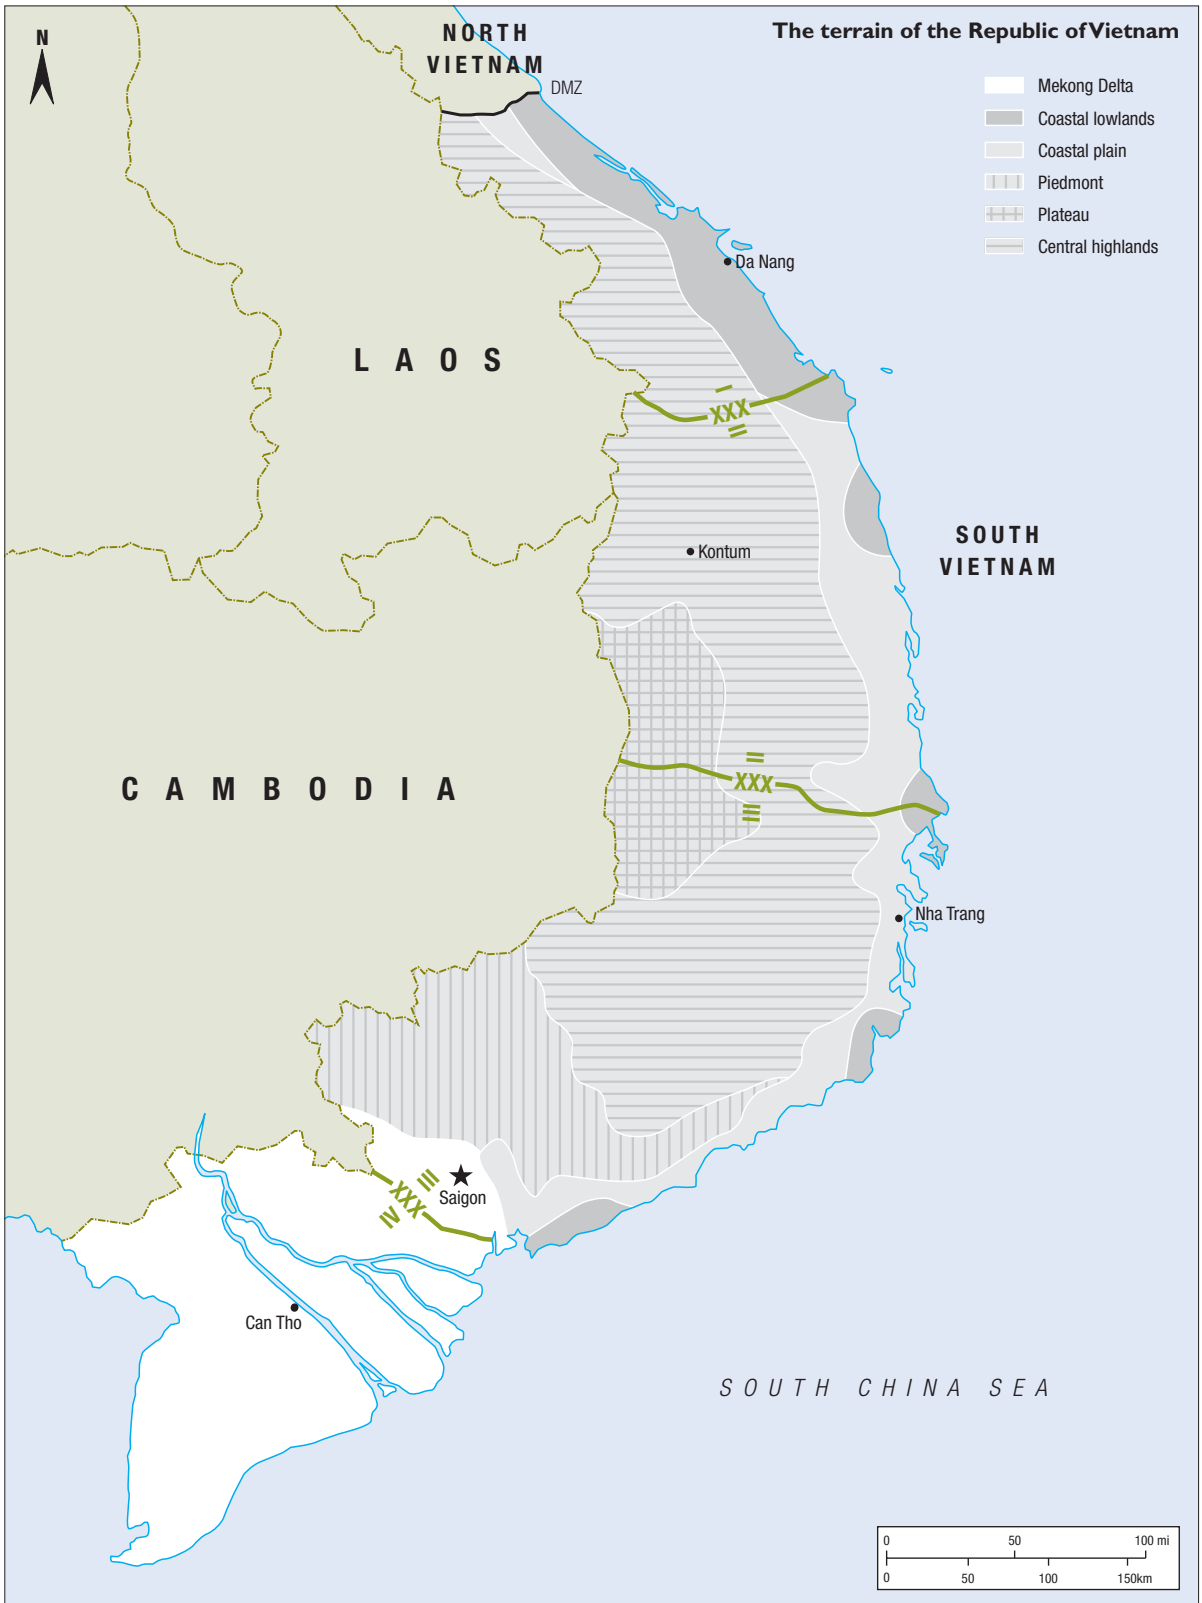 The terrain of the Republic of Vietnam
N
NORTH
VIETNAM
DMZ
Mekong Delta
Coastal lowlands
Coastal plain
Piedmont
Plateau
Central highlands
Da Nang
LAOS
I
XXX
II
Kontum
SOUTH
VIETNAM
CAMBODIA
II
XXX
III
Nha Trang
III
XXX
IV
Saigon
Can Tho
SOUTH CHINA SEA
0 50 100 mi
0 50 100 150km